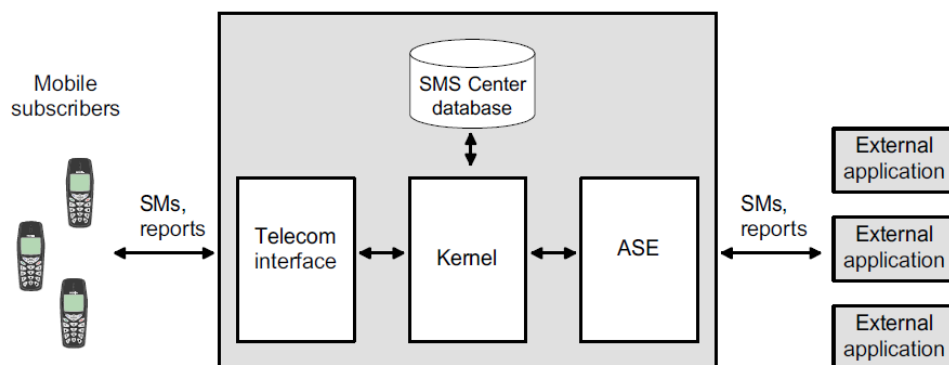 Mobile
subscribers
SMs,
reports
SMS Center
database
Telecom
interface
Kernel
ASE
SMs,
reports
External
application
External
application
External
application